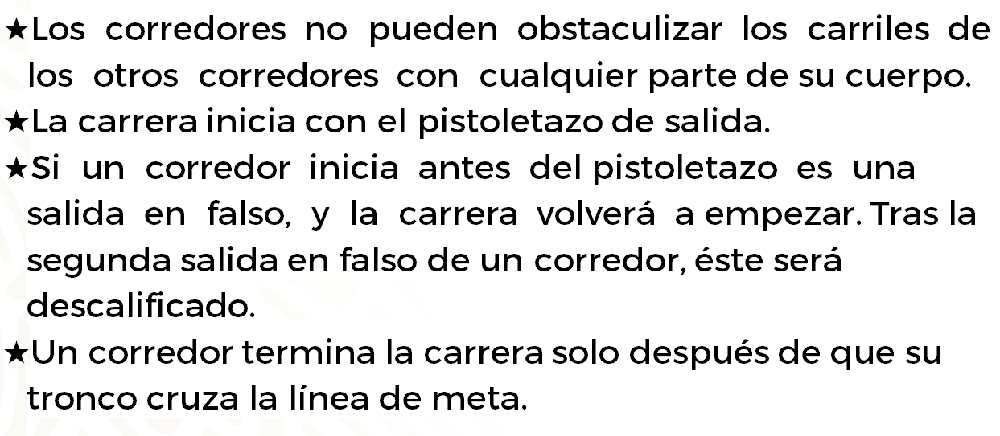 ★Los corredores no pueden obstaculizar los carriles de
los otros corredores con cualquier parte de su cuerpo.
★La carrera inicia con el pistoletazo de salida.
★Si un corredor inicia antes del pistoletazo es una
salida en falso, y la carrera volverá a empezar. Tras la
segunda salida en falso de un corredor, éste será
descalificado.
★Un corredor termina la carrera solo después de que su
tronco cruza la línea de meta.